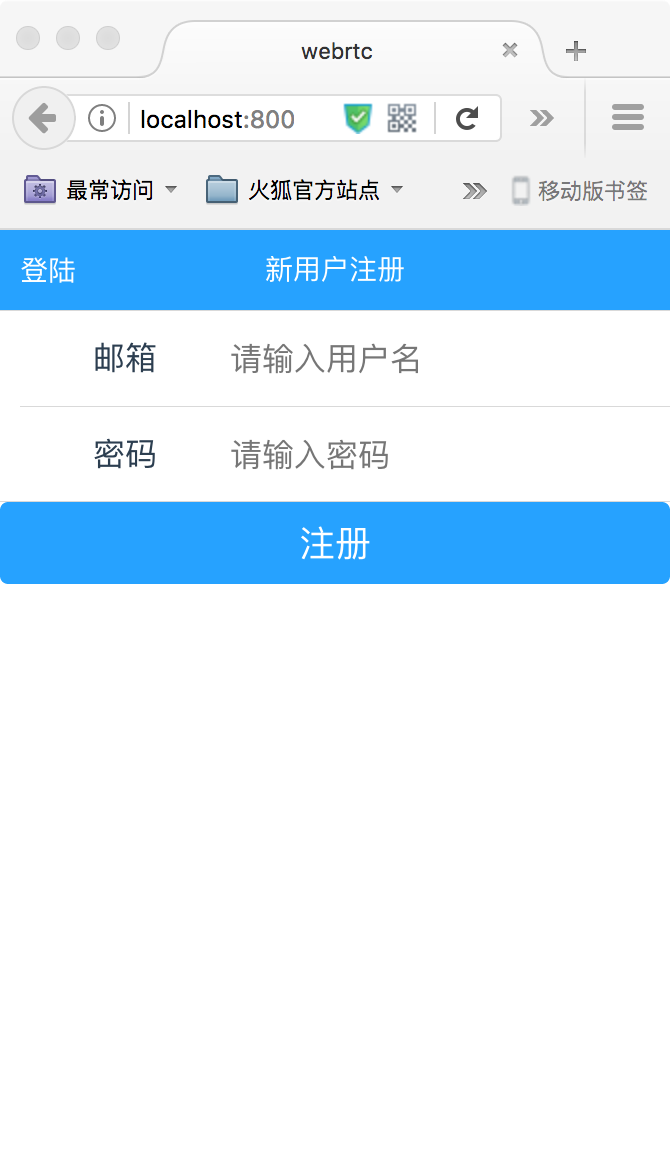 webrtc
localhost:800
最常访问 火狐官方站点 移动版书签
登陆 新用户注册
邮箱 请输入用户名
密码 请输入密码
注册